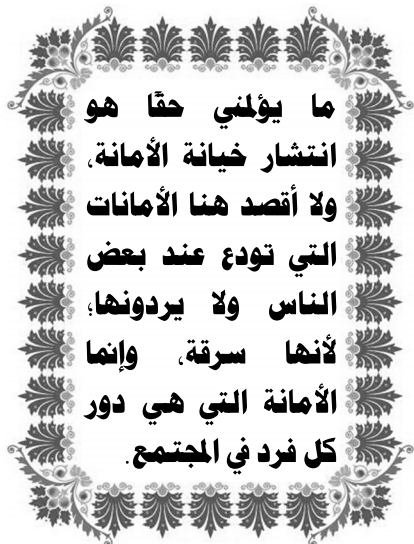 ما يؤلمني حقًا هو
انتشار خيانة الأمانة،
ولا أقصد هنا الأمانات
التي تودع عند بعض
الناس ولا يردونها؛
لأنها سرقة، وإنما
الأمانة التي هي دور
كل فرد في المجتمع.